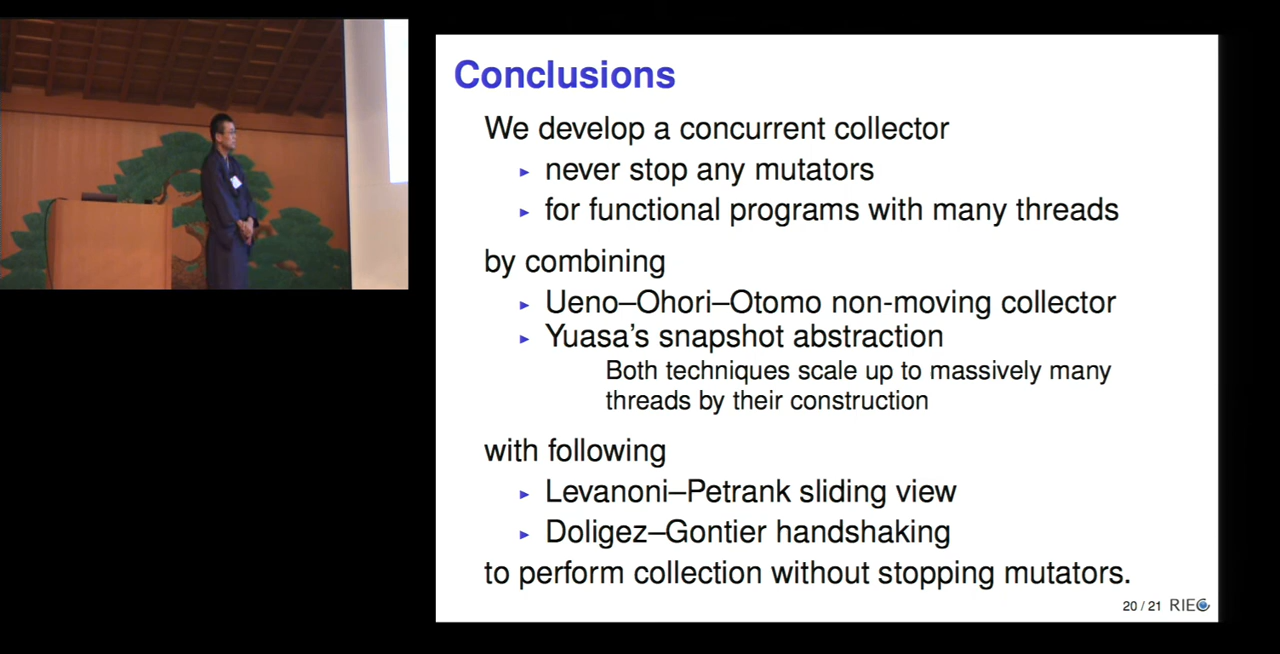 Conclusions
We develop a concurrent collector
▸ never stop any mutators
▸ for functional programs with many threads
by combining
▸ Ueno–Ohori–Otomo non-moving collector
▸ Yuasa's snapshot abstraction
Both techniques scale up to massively many
threads by their construction
with following
▸ Levanoni–Petrank sliding view
▸ Doligez–Gontier handshaking
to perform collection without stopping mutators.
20 / 21 RIEC